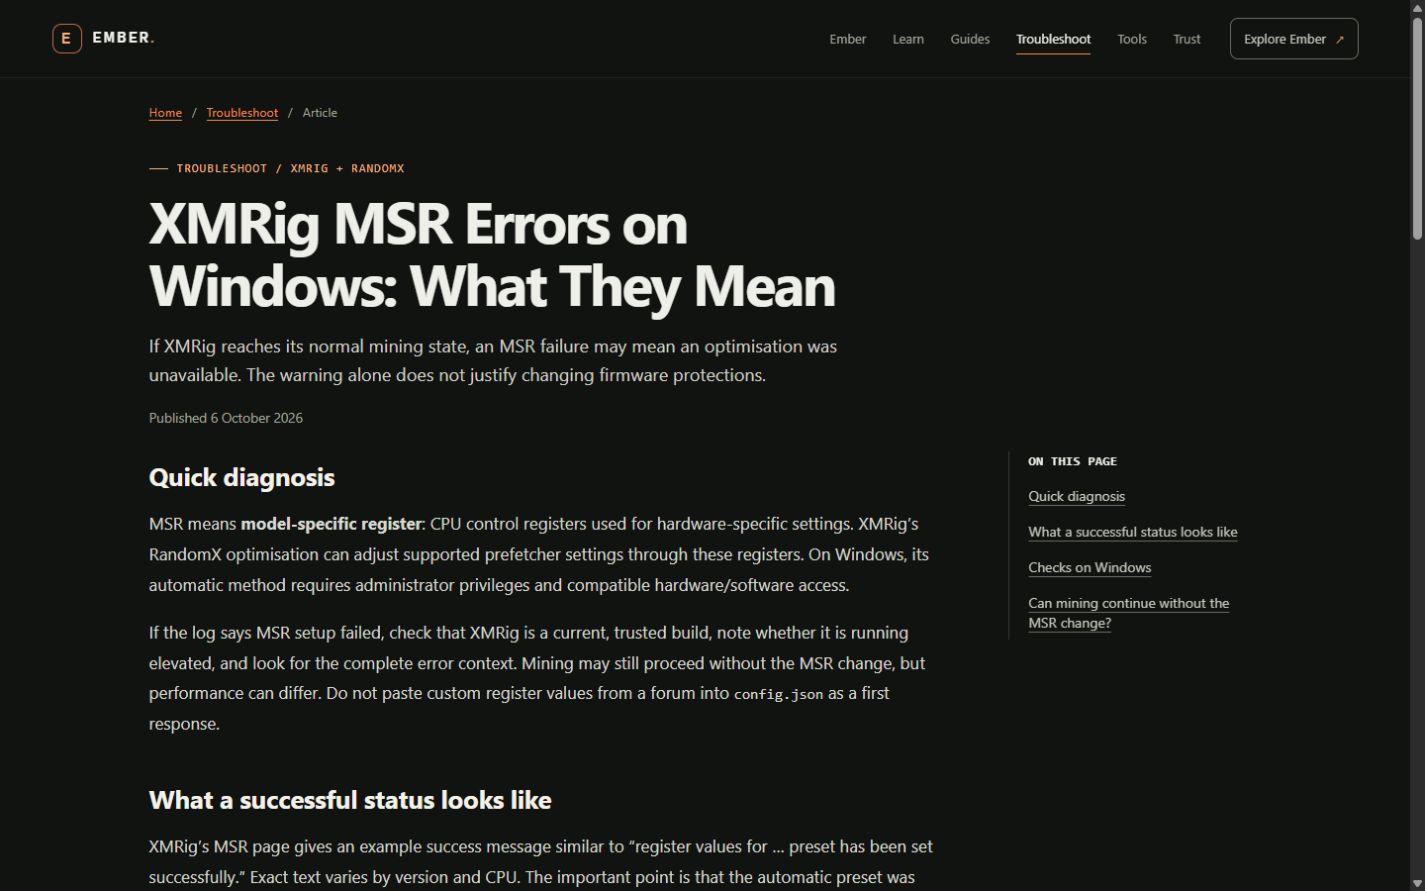 E EMBER.
Ember Learn Guides Troubleshoot Tools Trust Explore Ember ↗
Home / Troubleshoot / Article
TROUBLESHOOT / XMRIG + RANDOMX
XMRig MSR Errors on
Windows: What They Mean
If XMRig reaches its normal mining state, an MSR failure may mean an optimisation was
unavailable. The warning alone does not justify changing firmware protections.
Published 6 October 2026
Quick diagnosis
MSR means model-specific register: CPU control registers used for hardware-specific settings. XMRig’s
RandomX optimisation can adjust supported prefetcher settings through these registers. On Windows, its
automatic method requires administrator privileges and compatible hardware/software access.
If the log says MSR setup failed, check that XMRig is a current, trusted build, note whether it is running
elevated, and look for the complete error context. Mining may still proceed without the MSR change, but
performance can differ. Do not paste custom register values from a forum into config.json as a first
response.
What a successful status looks like
XMRig’s MSR page gives an example success message similar to “register values for … preset has been set
successfully.” Exact text varies by version and CPU. The important point is that the automatic preset was
ON THIS PAGE
Quick diagnosis
What a successful status looks like
Checks on Windows
Can mining continue without the
MSR change?